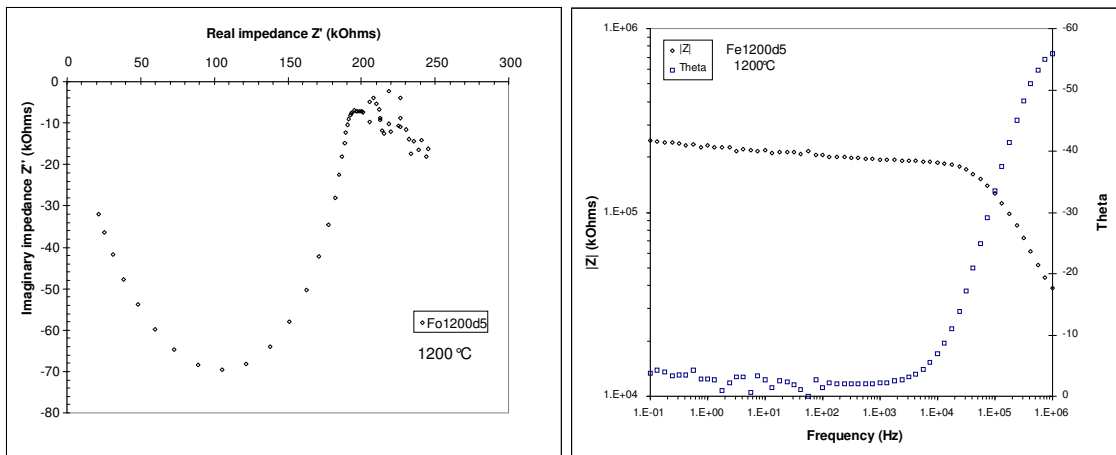 Real impedance Z' (kOhms)
0 50 100 150 200 250 300
0
-10
-20
-30
-40
-50
-60
-70
-80
Imaginary impedance Z'' (kOhms)
Fo1200d5
1200 °C
1.E+06
1.E+05
1.E+04
|Z| (kOhms)
|Z| Fe1200d5
Theta 1200°C
-60
-50
-40
-30
-20
-10
0
Theta
1.E-01 1.E+00 1.E+01 1.E+02 1.E+03 1.E+04 1.E+05 1.E+06
Frequency (Hz)